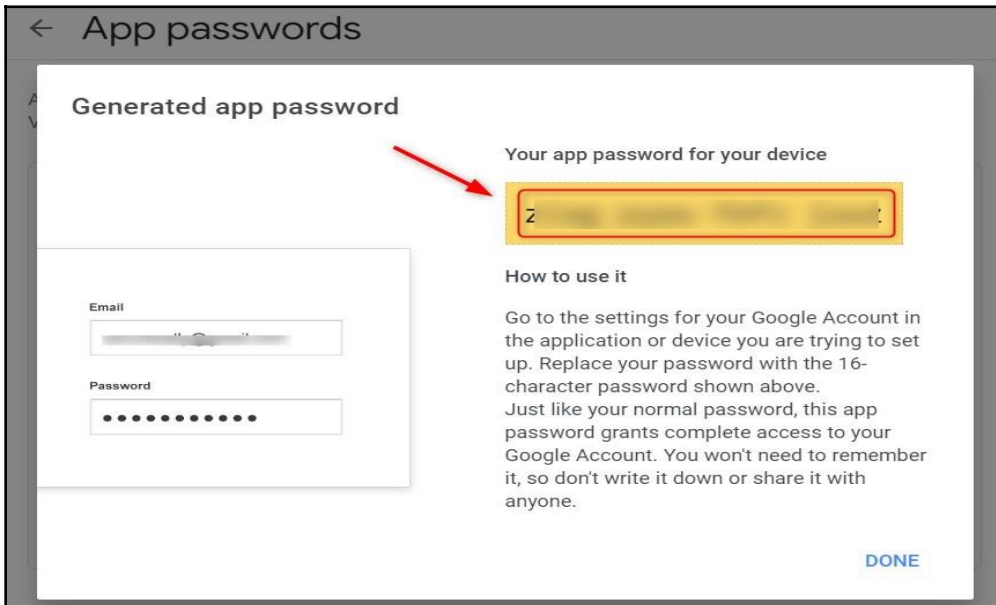 ← App passwords
Generated app password
Your app password for your device
How to use it
Email
Go to the settings for your Google Account in
the application or device you are trying to set
up. Replace your password with the 16-
character password shown above.
Password
Just like your normal password, this app
password grants complete access to your
Google Account. You won't need to remember
it, so don't write it down or share it with
anyone.
DONE